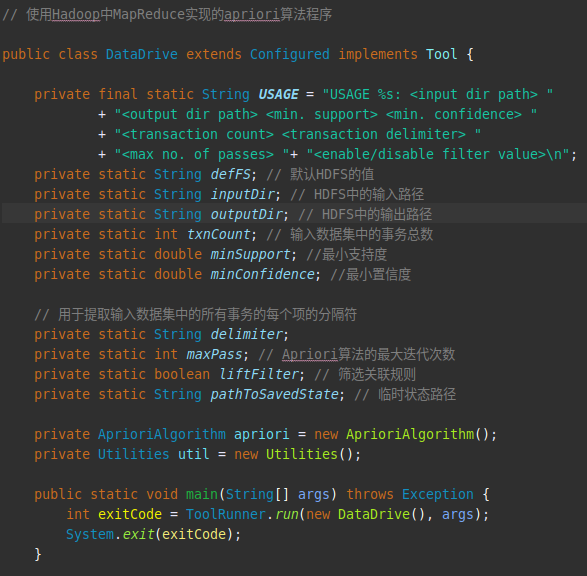 // 使用Hadoop中MapReduce实现的apriori算法程序
public class DataDrive extends Configured implements Tool {
private final static String USAGE = "USAGE %s: <input dir path> "
+ "<output dir path> <min. support> <min. confidence> "
+ "<transaction count> <transaction delimiter> "
+ "<max no. of passes> "+ "<enable/disable filter value>\n";
private static String defFS; // 默认HDFS的值
private static String inputDir; // HDFS中的输入路径
private static String outputDir; // HDFS中的输出路径
private static int txnCount; // 输入数据集中的事务总数
private static double minSupport; //最小支持度
private static double minConfidence; //最小置信度
// 用于提取输入数据集中的所有事务的每个项的分隔符
private static String delimiter;
private static int maxPass; // Apriori算法的最大迭代次数
private static boolean liftFilter; // 筛选关联规则
private static String pathToSavedState; // 临时状态路径
private AprioriAlgorithm apriori = new AprioriAlgorithm();
private Utilities util = new Utilities();
public static void main(String[] args) throws Exception {
int exitCode = ToolRunner.run(new DataDrive(), args);
System.exit(exitCode);
}